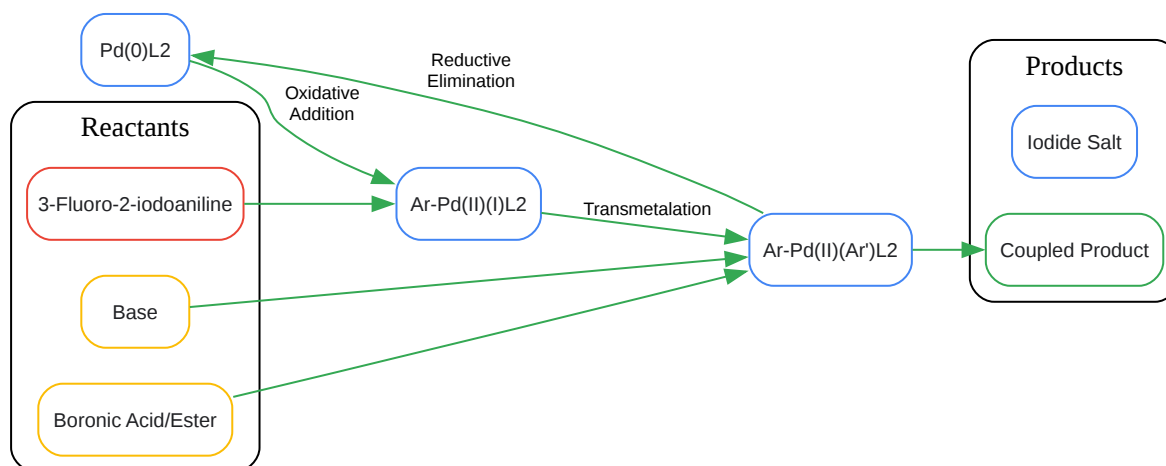 Pd(0)L2
Reductive
Elimination
Oxidative
Addition
Reactants
3-Fluoro-2-iodoaniline
Base
Boronic Acid/Ester
Ar-Pd(II)(I)L2
Transmetalation
Ar-Pd(II)(Ar')L2
Products
Iodide Salt
Coupled Product